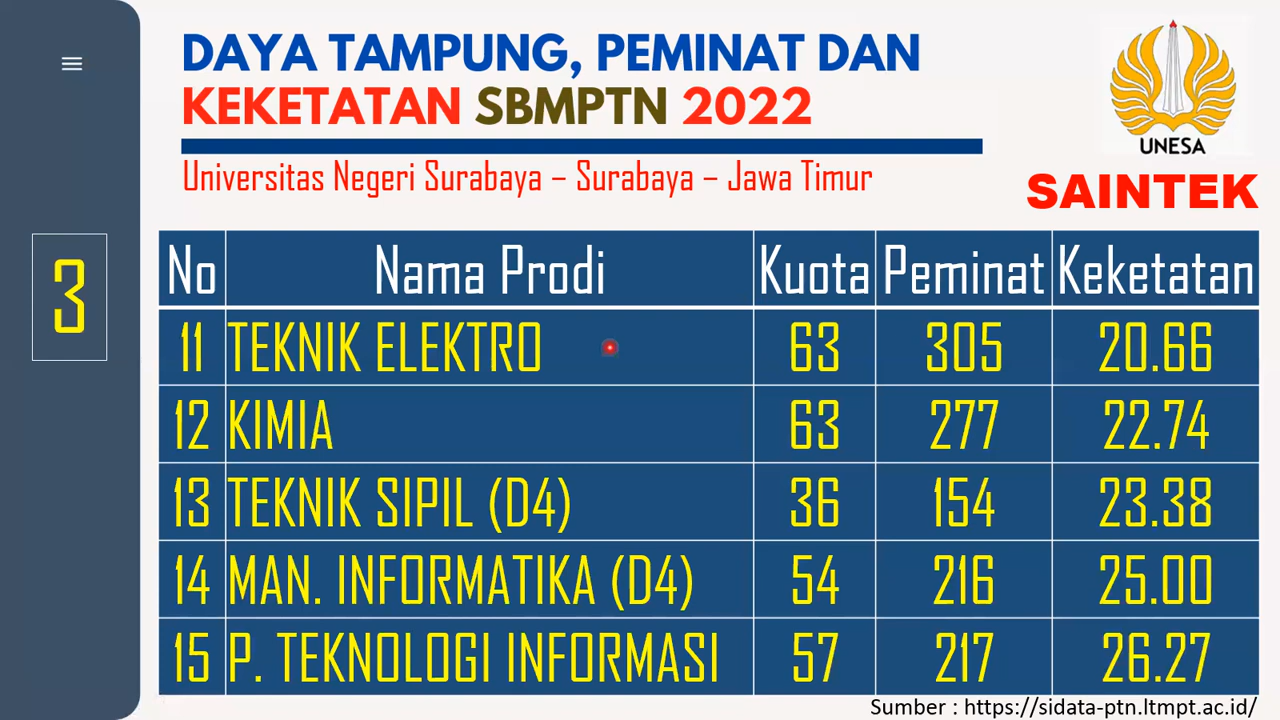 DAYA TAMPUNG, PEMINAT DAN
KEKETATAN SBMPTN 2022
UNESA
Universitas Negeri Surabaya – Surabaya – Jawa Timur
SAINTEK
3
No Nama Prodi Kuota Peminat Keketatan
11 TEKNIK ELEKTRO 63 305 20.66
12 KIMIA 63 277 22.74
13 TEKNIK SIPIL (D4) 36 154 23.38
14 MAN. INFORMATIKA (D4) 54 216 25.00
15 P. TEKNOLOGI INFORMASI 57 217 26.27
Sumber : https://sidata-ptn.ltmpt.ac.id/